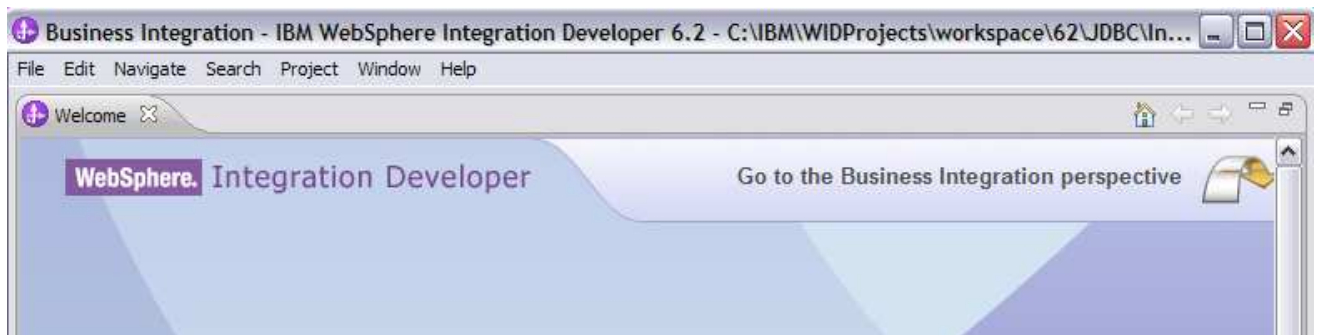 Business Integration - IBM WebSphere Integration Developer 6.2 - C:\IBM\WIDProjects\workspace\62\JDBC\In...
File Edit Navigate Search Project Window Help
Welcome
WebSphere. Integration Developer
Go to the Business Integration perspective